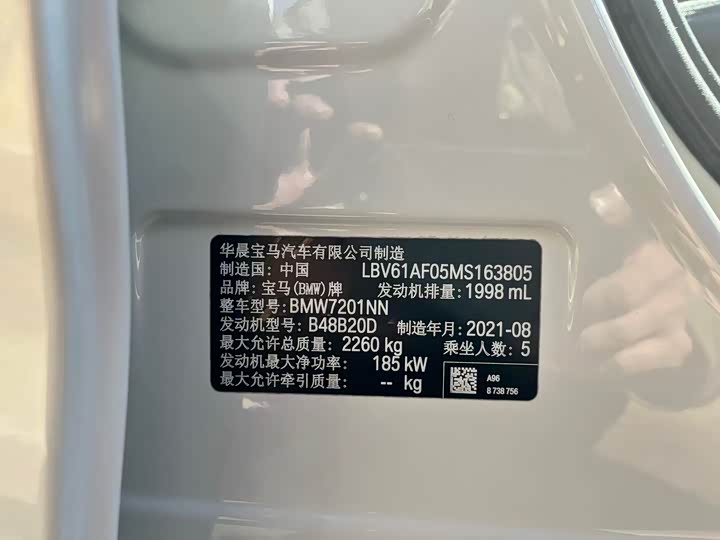 华晨宝马汽车有限公司制造
制造国: 中国 LBV61AF05MS163805
品牌: 宝马(BMW)牌 发动机排量: 1998 mL
整车型号: BMW7201NN
发动机型号: B48B20D 制造年月: 2021-08
最大允许总质量: 2260 kg 乘坐人数: 5
发动机最大净功率: 185 kW
最大允许牵引质量: -- kg
A96
8 738 756